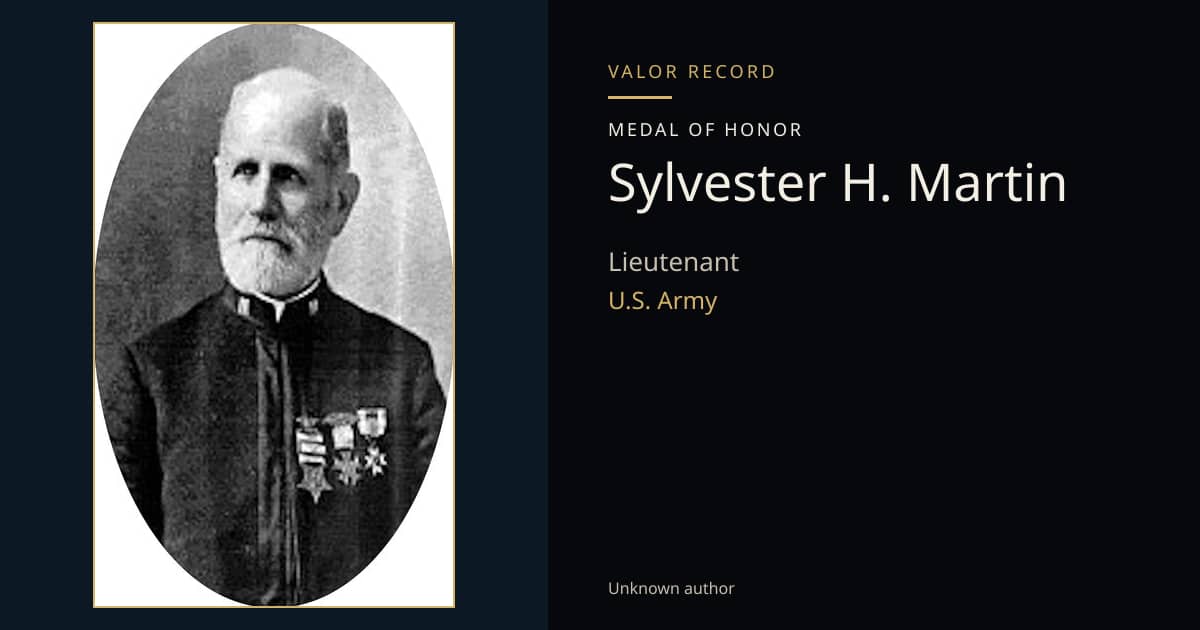 VALOR RECORD
MEDAL OF HONOR
Sylvester H. Martin
Lieutenant
U.S. Army
Unknown author